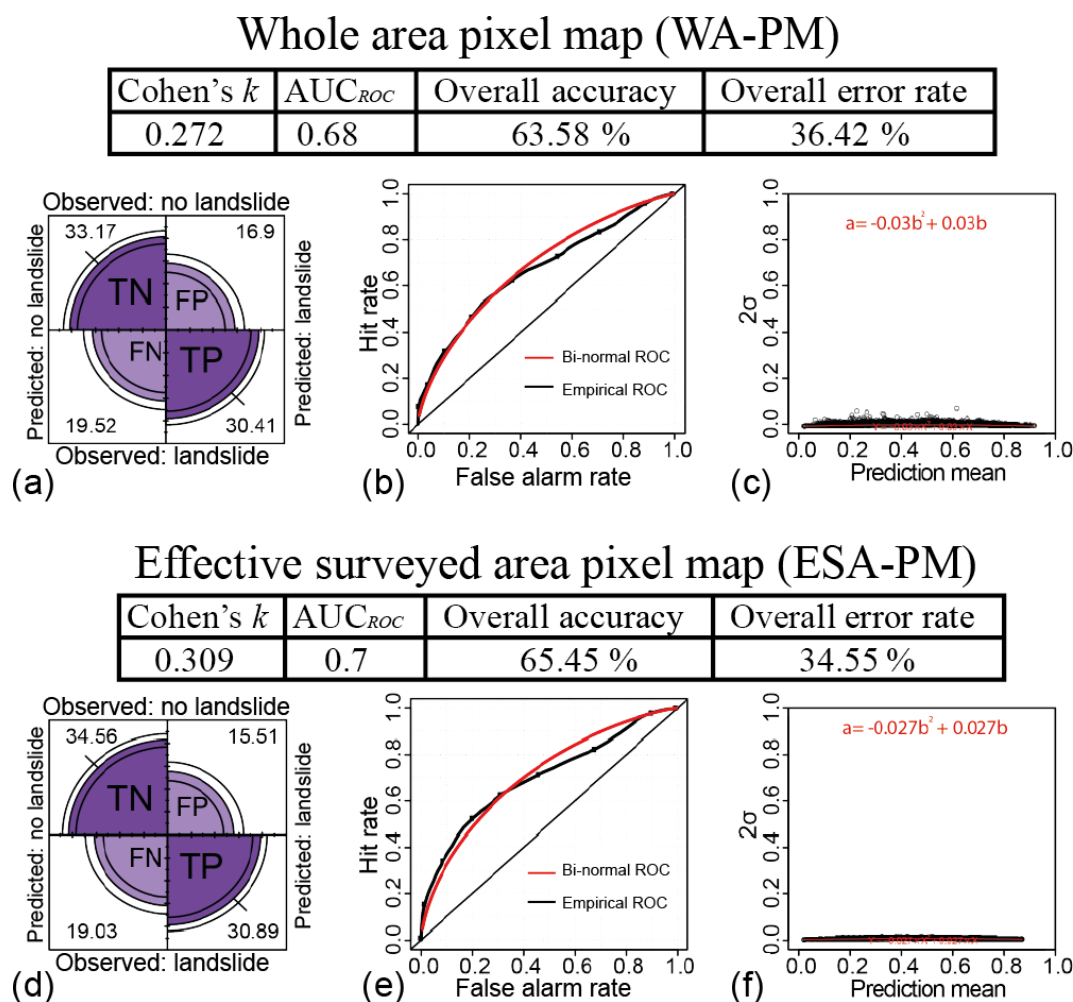 Whole area pixel map (WA-PM)
Cohen's k AUCROC Overall accuracy Overall error rate
0.272 0.68 63.58 % 36.42 %
Observed: no landslide
33.17 16.9
TN FP
FN TP
19.52 30.41
Observed: landslide
Predicted: no landslide
Predicted: landslide
(a)
Hit rate
0.0 0.2 0.4 0.6 0.8 1.0
Bi-normal ROC
Empirical ROC
0.0 0.2 0.4 0.6 0.8 1.0
False alarm rate
(b)
a= -0.03b² + 0.03b
2σ
0.0 0.2 0.4 0.6 0.8 1.0
0.0 0.2 0.4 0.6 0.8 1.0
Prediction mean
(c)
Effective surveyed area pixel map (ESA-PM)
Cohen's k AUCROC Overall accuracy Overall error rate
0.309 0.7 65.45 % 34.55 %
Observed: no landslide
34.56 15.51
TN FP
FN TP
19.03 30.89
Observed: landslide
Predicted: no landslide
Predicted: landslide
(d)
Hit rate
0.0 0.2 0.4 0.6 0.8 1.0
Bi-normal ROC
Empirical ROC
0.0 0.2 0.4 0.6 0.8 1.0
False alarm rate
(e)
a= -0.027b² + 0.027b
2σ
0.0 0.2 0.4 0.6 0.8 1.0
0.0 0.2 0.4 0.6 0.8 1.0
Prediction mean
(f)